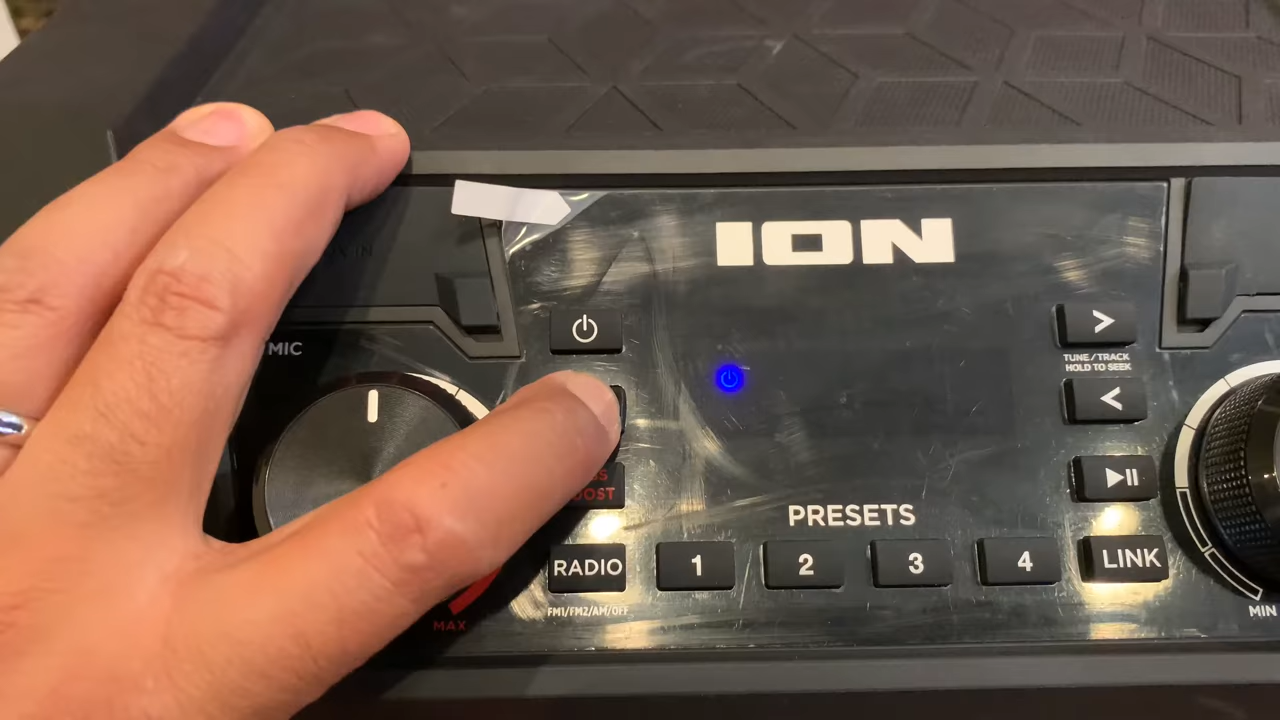 ION
MIC
>
TUNE/TRACK
HOLD TO SEEK
<
OST
PRESETS
RADIO
1
2
3
4
LINK
FM1/FM2/AM/OFF
MAX
MIN